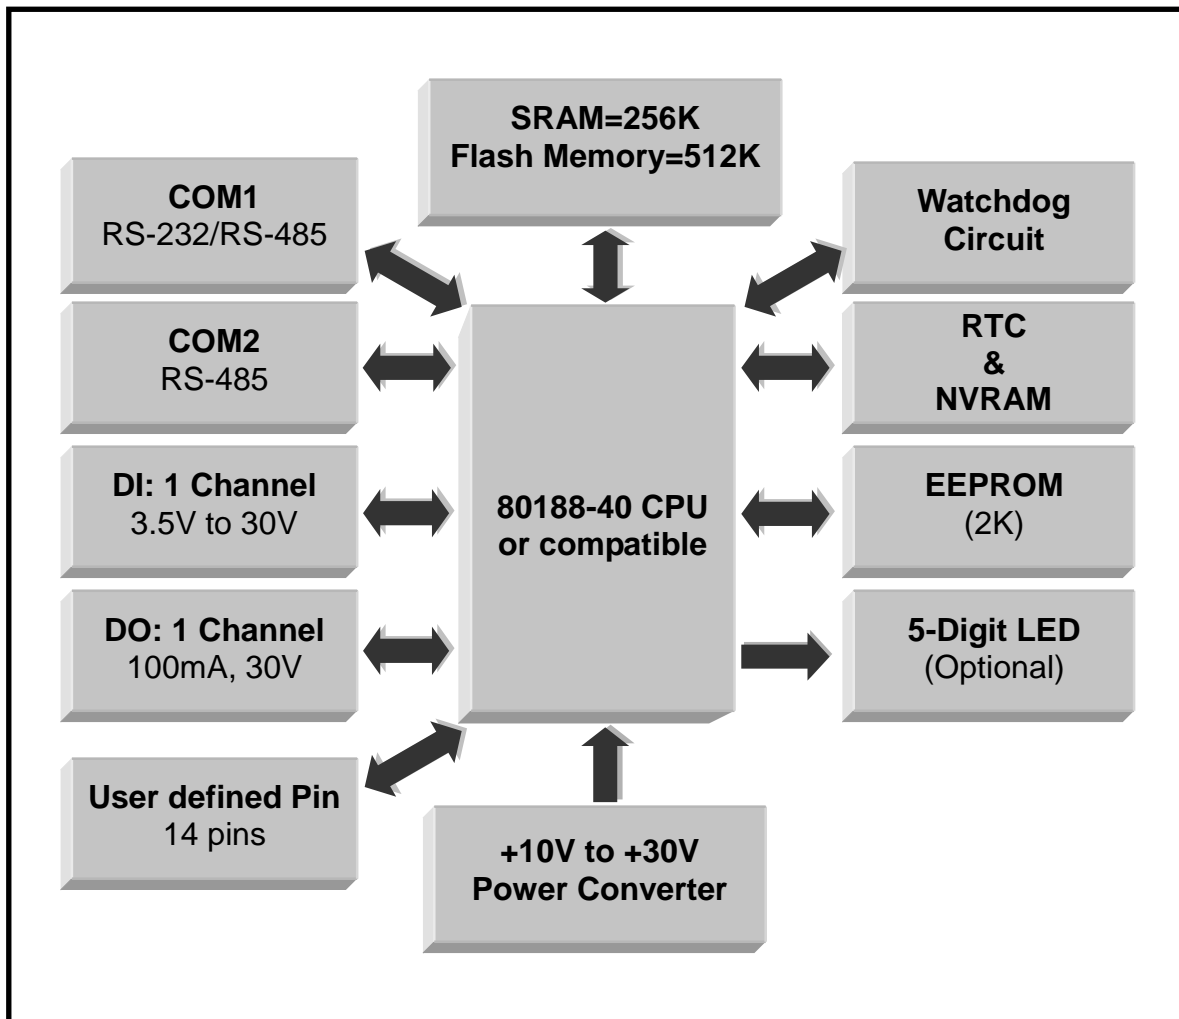 SRAM=256K
Flash Memory=512K
COM1
RS-232/RS-485
Watchdog
Circuit
COM2
RS-485
RTC
&
NVRAM
DI: 1 Channel
3.5V to 30V
80188-40 CPU
or compatible
EEPROM
(2K)
DO: 1 Channel
100mA, 30V
5-Digit LED
(Optional)
User defined Pin
14 pins
+10V to +30V
Power Converter